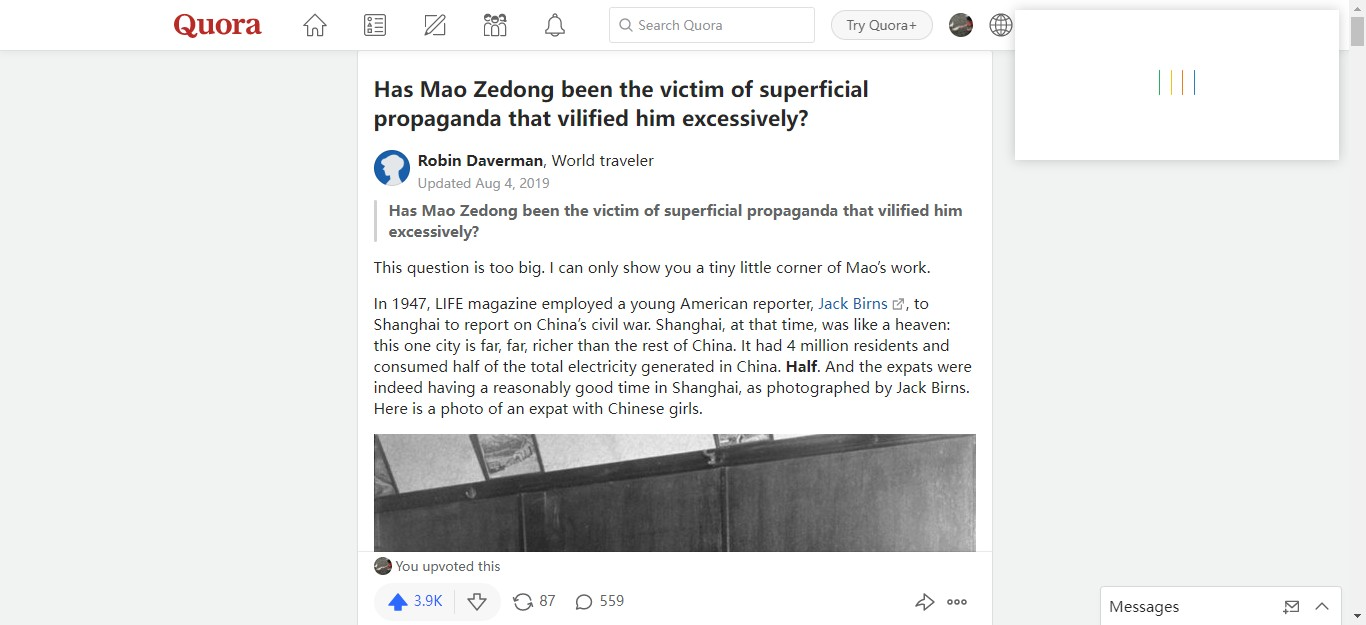 Quora
Search Quora
Try Quora+
Has Mao Zedong been the victim of superficial
propaganda that vilified him excessively?
Robin Daverman, World traveler
Updated Aug 4, 2019
Has Mao Zedong been the victim of superficial propaganda that vilified him
excessively?
This question is too big. I can only show you a tiny little corner of Mao’s work.
In 1947, LIFE magazine employed a young American reporter, Jack Birns, to
Shanghai to report on China’s civil war. Shanghai, at that time, was like a heaven:
this one city is far, far, richer than the rest of China. It had 4 million residents and
consumed half of the total electricity generated in China. Half. And the expats were
indeed having a reasonably good time in Shanghai, as photographed by Jack Birns.
Here is a photo of an expat with Chinese girls.
You upvoted this
3.9K 87 559
Messages